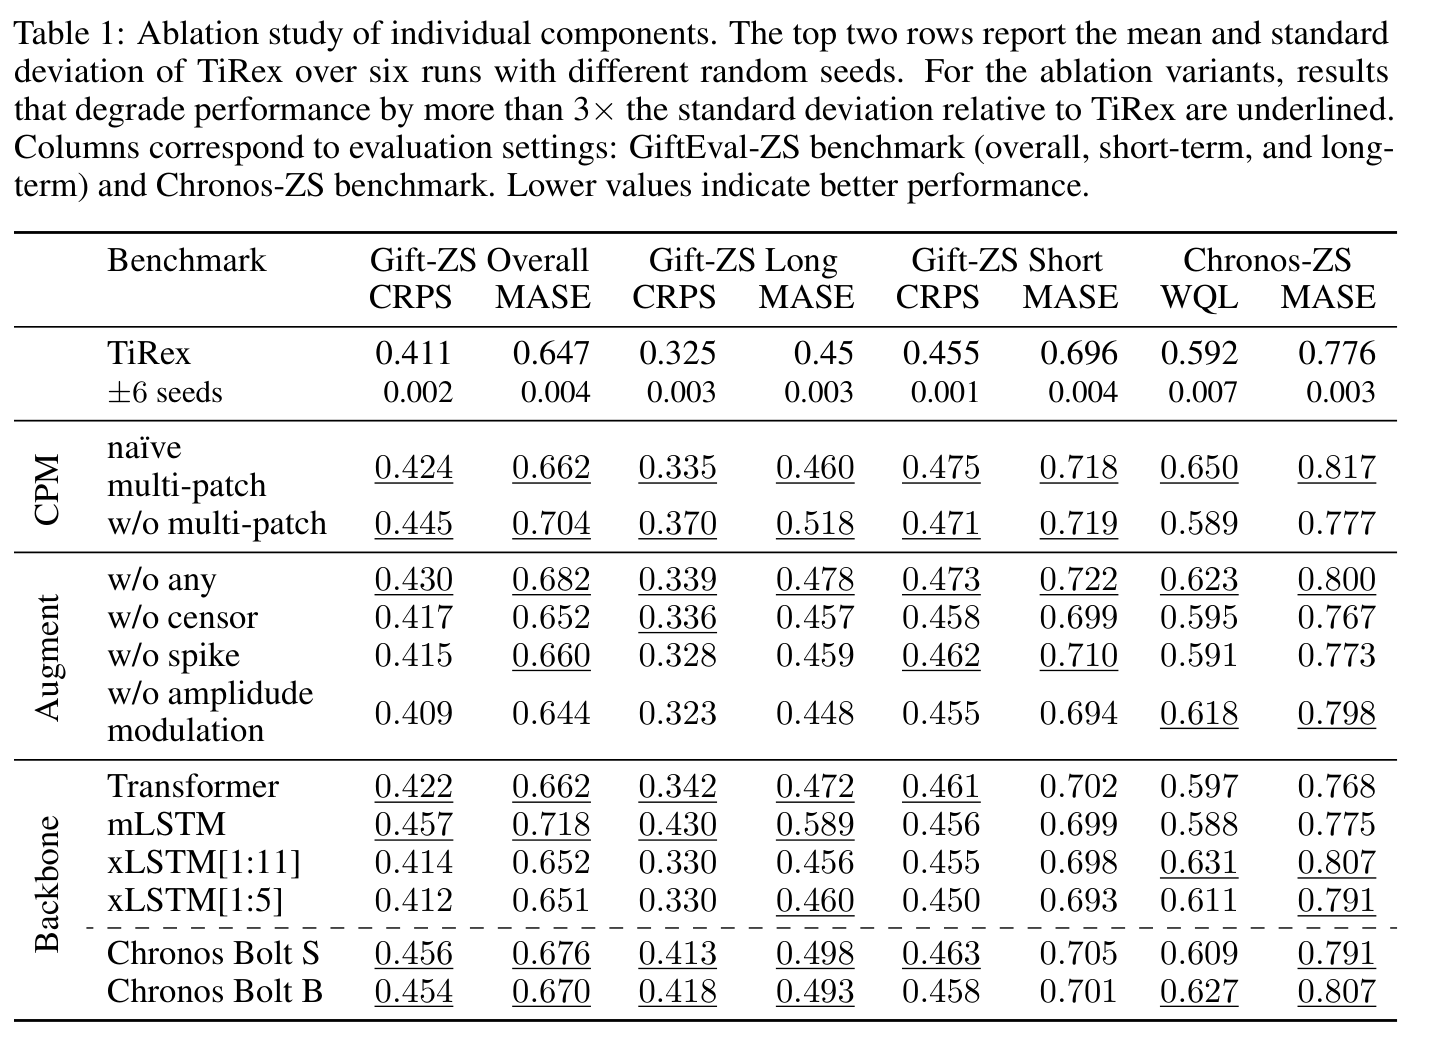 Table 1: Ablation study of individual components. The top two rows report the mean and standard
deviation of TiRex over six runs with different random seeds. For the ablation variants, results
that degrade performance by more than 3× the standard deviation relative to TiRex are underlined.
Columns correspond to evaluation settings: GiftEval-ZS benchmark (overall, short-term, and long-
term) and Chronos-ZS benchmark. Lower values indicate better performance.
Benchmark Gift-ZS Overall Gift-ZS Long Gift-ZS Short Chronos-ZS
CRPS MASE CRPS MASE CRPS MASE WQL MASE
TiRex 0.411 0.647 0.325 0.45 0.455 0.696 0.592 0.776
±6 seeds 0.002 0.004 0.003 0.003 0.001 0.004 0.007 0.003
CPM
naïve
multi-patch 0.424 0.662 0.335 0.460 0.475 0.718 0.650 0.817
w/o multi-patch 0.445 0.704 0.370 0.518 0.471 0.719 0.589 0.777
Augment
w/o any 0.430 0.682 0.339 0.478 0.473 0.722 0.623 0.800
w/o censor 0.417 0.652 0.336 0.457 0.458 0.699 0.595 0.767
w/o spike 0.415 0.660 0.328 0.459 0.462 0.710 0.591 0.773
w/o amplidude
modulation 0.409 0.644 0.323 0.448 0.455 0.694 0.618 0.798
Backbone
Transformer 0.422 0.662 0.342 0.472 0.461 0.702 0.597 0.768
mLSTM 0.457 0.718 0.430 0.589 0.456 0.699 0.588 0.775
xLSTM[1:11] 0.414 0.652 0.330 0.456 0.455 0.698 0.631 0.807
xLSTM[1:5] 0.412 0.651 0.330 0.460 0.450 0.693 0.611 0.791
Chronos Bolt S 0.456 0.676 0.413 0.498 0.463 0.705 0.609 0.791
Chronos Bolt B 0.454 0.670 0.418 0.493 0.458 0.701 0.627 0.807